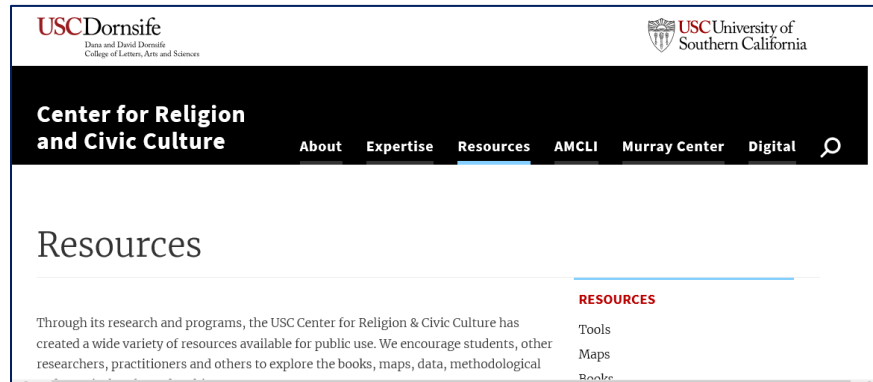 USCDornsife
Dana and David Dornsife
College of Letters, Arts and Sciences
USC University of
Southern California
Center for Religion
and Civic Culture
About Expertise Resources AMCLI Murray Center Digital
Resources
Through its research and programs, the USC Center for Religion & Civic Culture has
created a wide variety of resources available for public use. We encourage students, other
researchers, practitioners and others to explore the books, maps, data, methodological
RESOURCES
Tools
Maps
Books